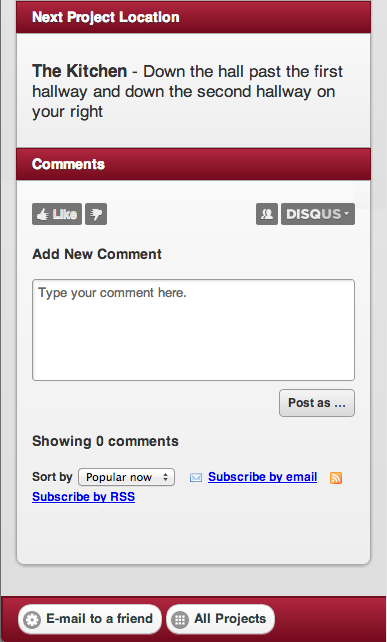 Next Project Location
The Kitchen - Down the hall past the first
hallway and down the second hallway on
your right
Comments
Like DISQUS
Add New Comment
Type your comment here.
Post as ...
Showing 0 comments
Sort by Popular now Subscribe by email
Subscribe by RSS
E-mail to a friend All Projects